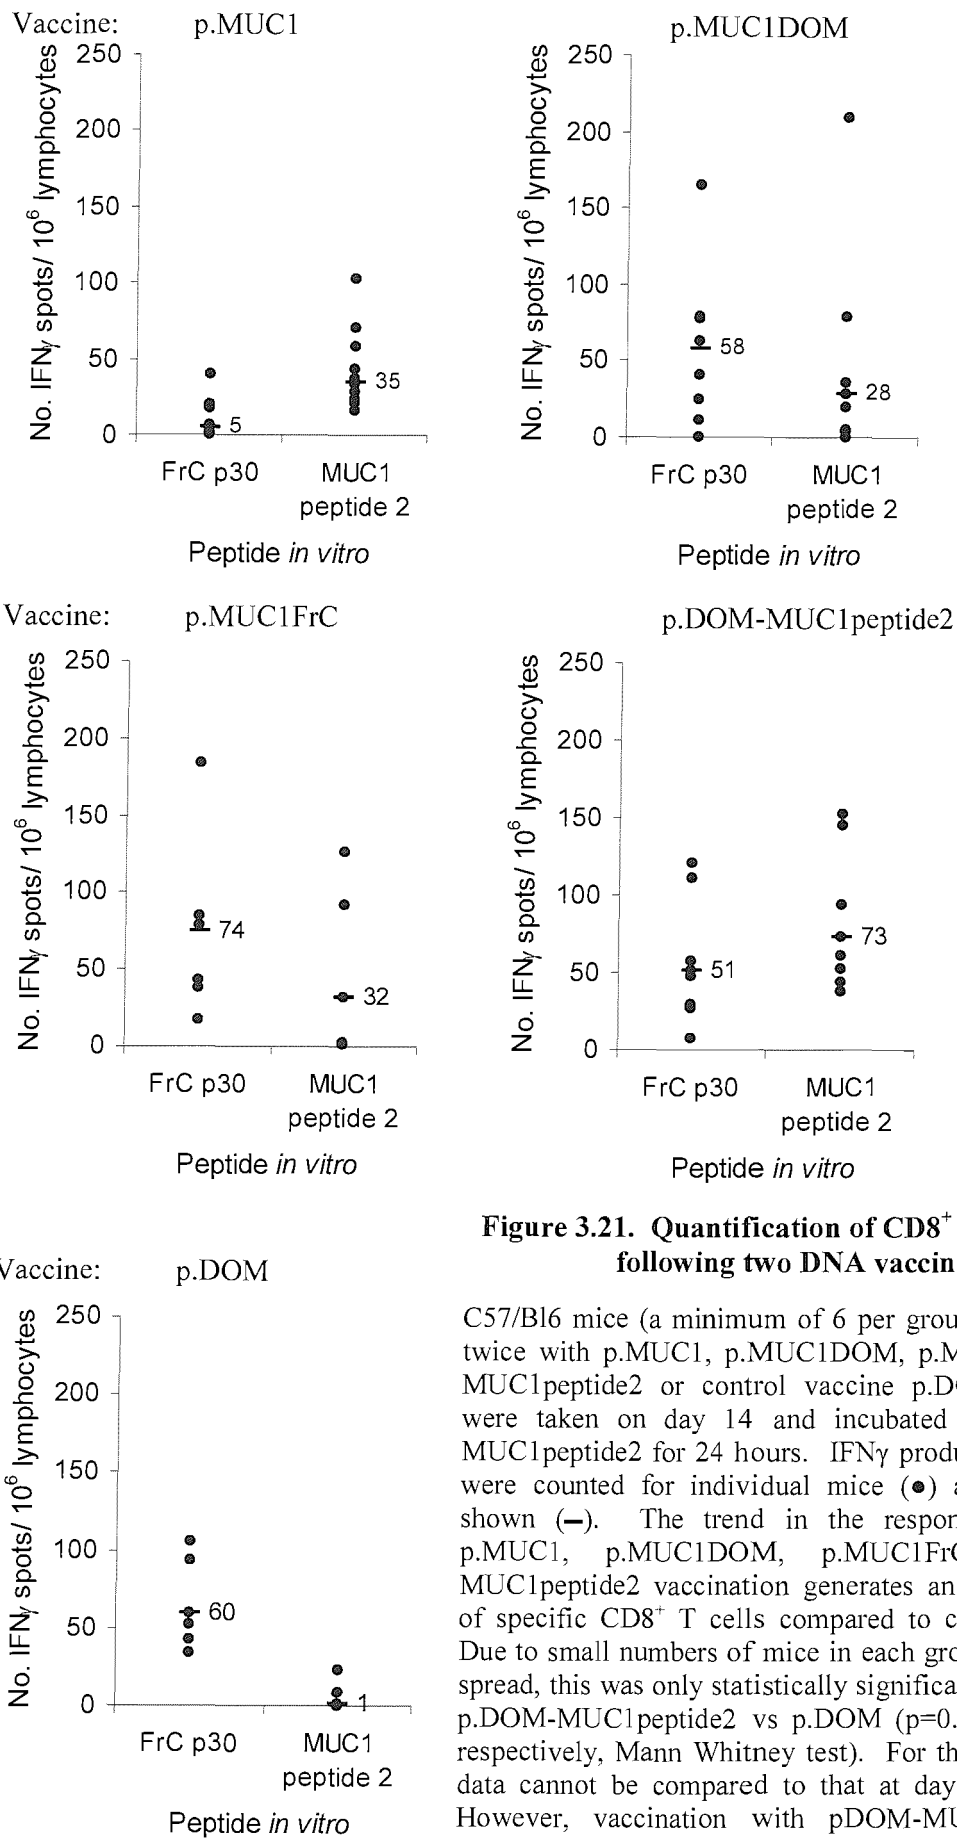 Vaccine: p.MUC1
No. IFNγ spots/ 10⁶ lymphocytes
250
200
150
100
50
0
5
35
FrC p30
MUC1
peptide 2
Peptide in vitro
p.MUC1DOM
No. IFNγ spots/ 10⁶ lymphocytes
250
200
150
100
50
0
58
28
FrC p30
MUC1
peptide 2
Peptide in vitro
Vaccine: p.MUC1FrC
No. IFNγ spots/ 10⁶ lymphocytes
250
200
150
100
50
0
74
32
FrC p30
MUC1
peptide 2
Peptide in vitro
p.DOM-MUC1peptide2
No. IFNγ spots/ 10⁶ lymphocytes
250
200
150
100
50
0
51
73
FrC p30
MUC1
peptide 2
Peptide in vitro
Vaccine: p.DOM
No. IFNγ spots/ 10⁶ lymphocytes
250
200
150
100
50
0
60
1
FrC p30
MUC1
peptide 2
Peptide in vitro
Figure 3.21. Quantification of CD8⁺
following two DNA vaccin
C57/Bl6 mice (a minimum of 6 per grou
twice with p.MUC1, p.MUC1DOM, p.M
MUC1peptide2 or control vaccine p.DO
were taken on day 14 and incubated
MUC1peptide2 for 24 hours. IFNγ produ
were counted for individual mice (●) a
shown (–). The trend in the respon
p.MUC1, p.MUC1DOM, p.MUC1FrC
MUC1peptide2 vaccination generates an
of specific CD8⁺ T cells compared to c
Due to small numbers of mice in each gro
spread, this was only statistically significa
p.DOM-MUC1peptide2 vs p.DOM (p=0.
respectively, Mann Whitney test). For th
data cannot be compared to that at day
However, vaccination with pDOM-MU